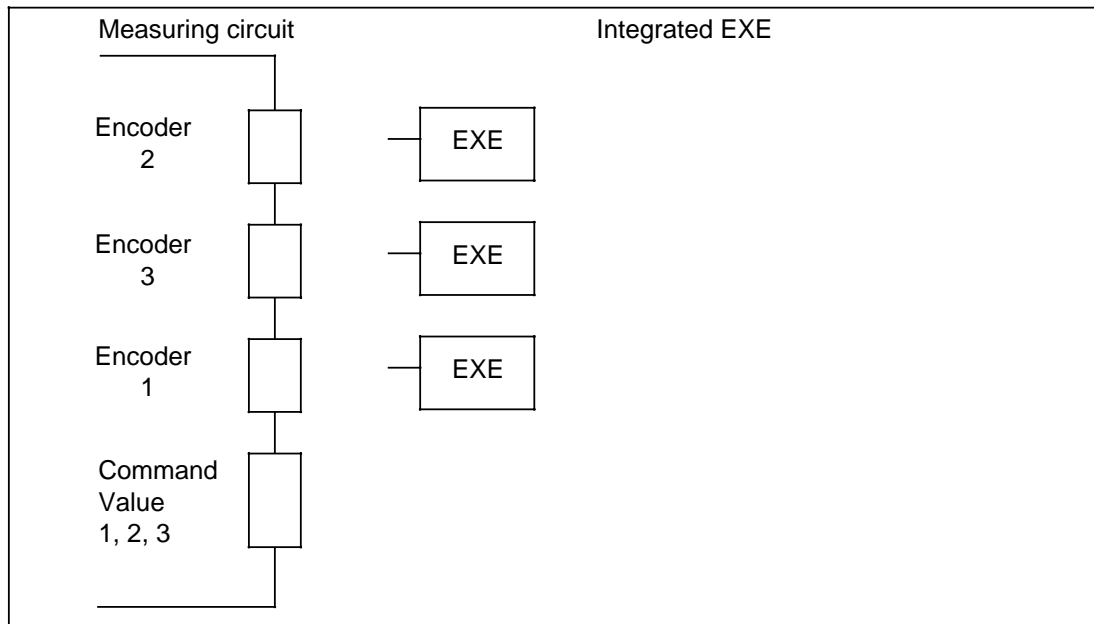 Measuring circuit
Integrated EXE
Encoder
2
EXE
Encoder
3
EXE
Encoder
1
EXE
Command
Value
1, 2, 3